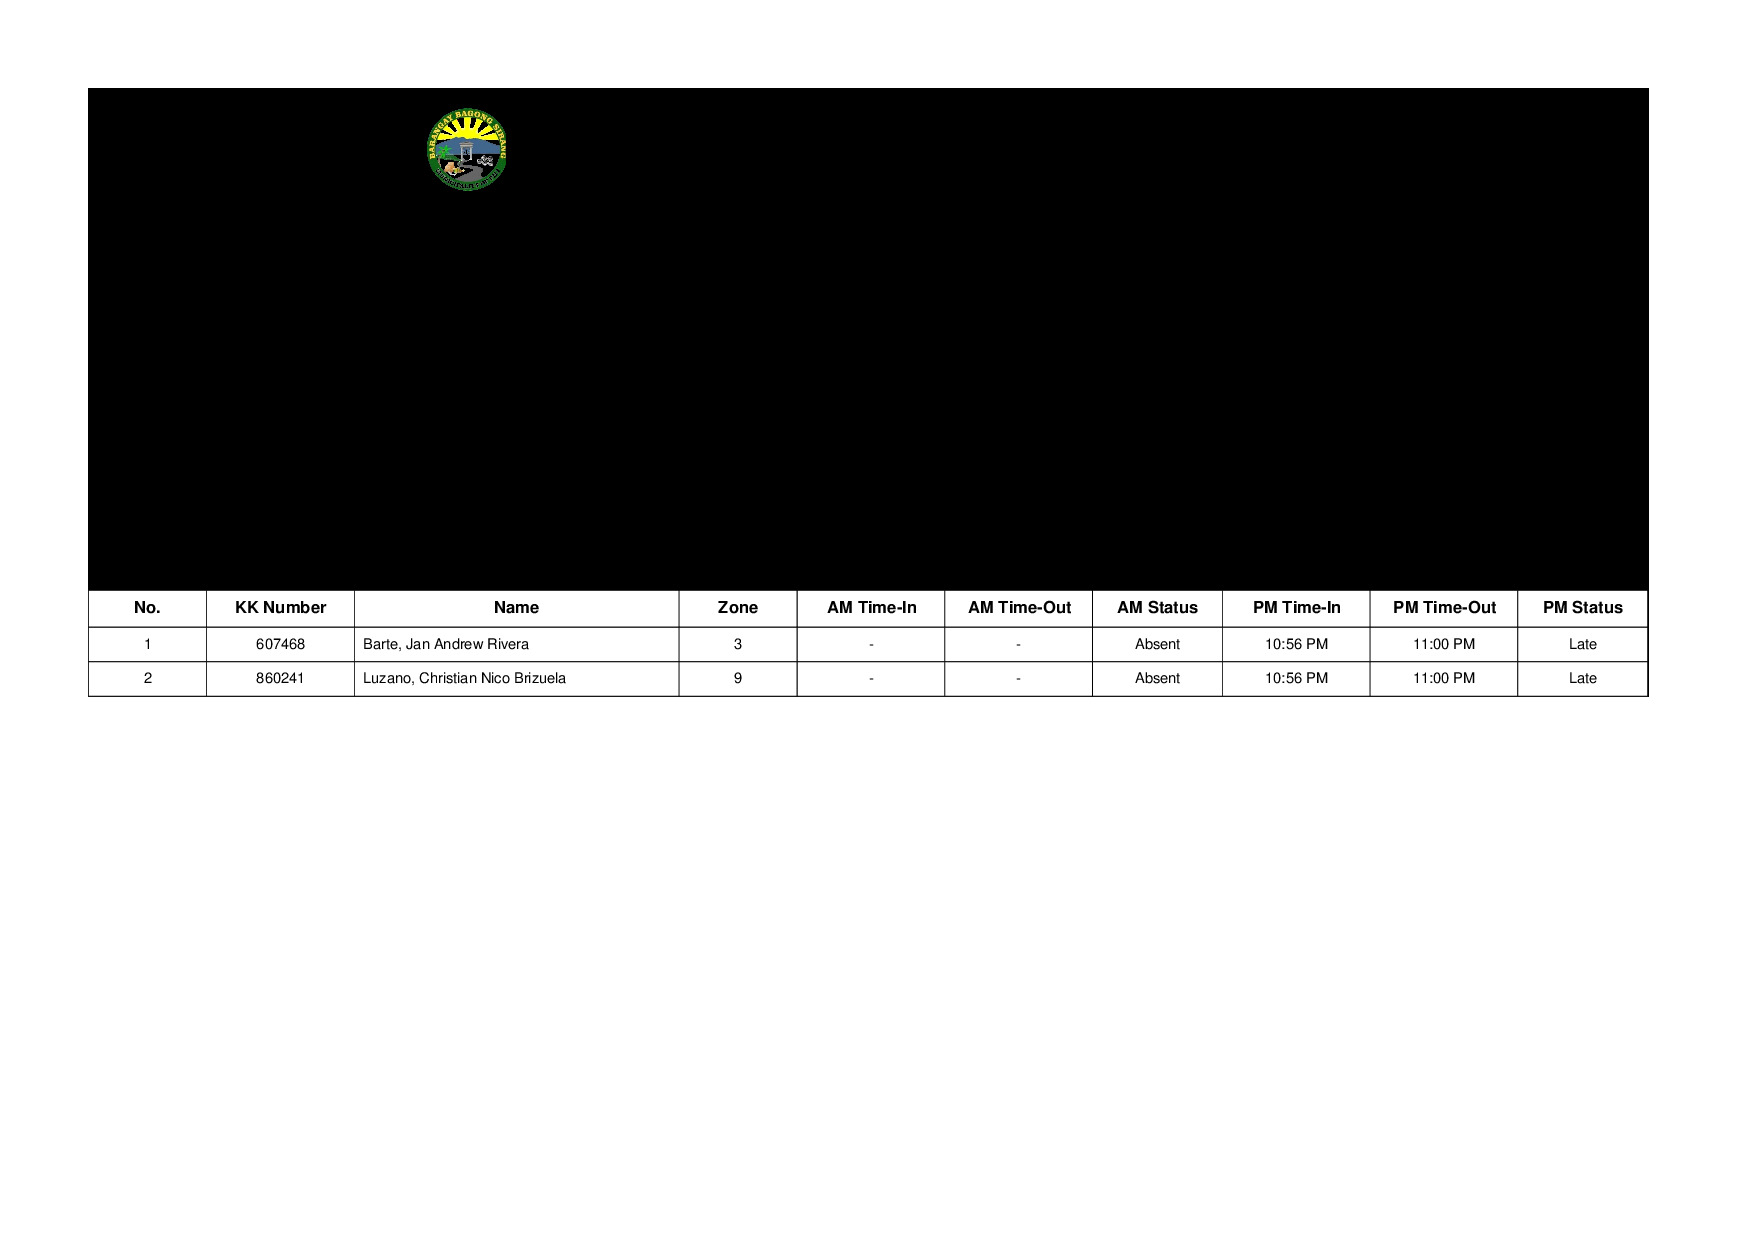 BARANGAY BAGONG SIRANG
No. KK Number Name Zone AM Time-In AM Time-Out AM Status PM Time-In PM Time-Out PM Status
1 607468 Barte, Jan Andrew Rivera 3 - - Absent 10:56 PM 11:00 PM Late
2 860241 Luzano, Christian Nico Brizuela 9 - - Absent 10:56 PM 11:00 PM Late